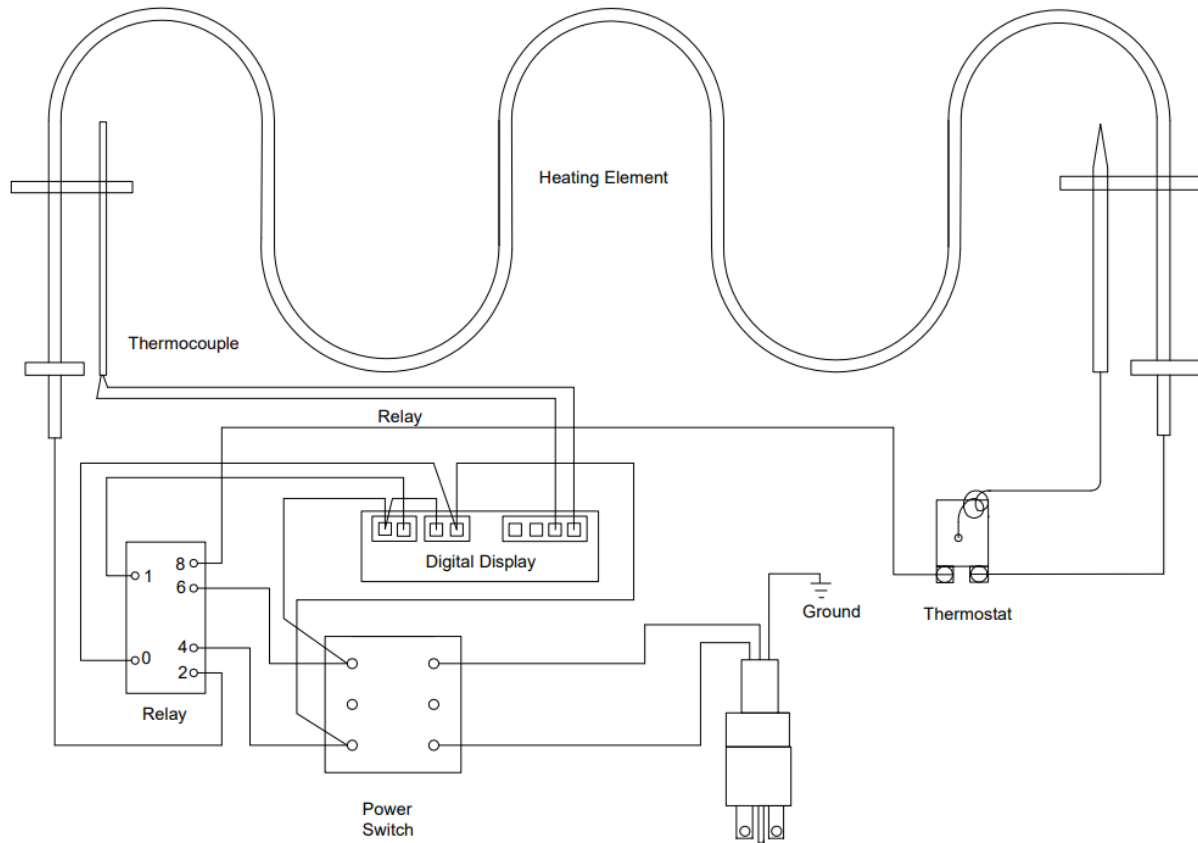 Heating Element
Thermocouple
Relay
Digital Display
1
8
6
0
4
2
Relay
Ground
Thermostat
Power
Switch